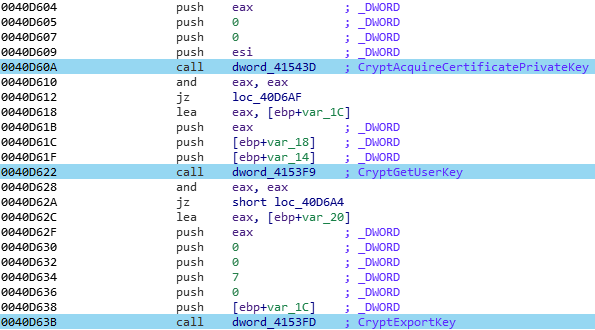 0040D604 push eax ; _DWORD
0040D605 push 0 ; _DWORD
0040D607 push 0 ; _DWORD
0040D609 push esi ; _DWORD
0040D60A call dword_41543D ; CryptAcquireCertificatePrivateKey
0040D610 and eax, eax
0040D612 jz loc_40D6AF
0040D618 lea eax, [ebp+var_1C]
0040D61B push eax ; _DWORD
0040D61C push [ebp+var_18] ; _DWORD
0040D61F push [ebp+var_14] ; _DWORD
0040D622 call dword_4153F9 ; CryptGetUserKey
0040D628 and eax, eax
0040D62A jz short loc_40D6A4
0040D62C lea eax, [ebp+var_20]
0040D62F push eax ; _DWORD
0040D630 push 0 ; _DWORD
0040D632 push 0 ; _DWORD
0040D634 push 7 ; _DWORD
0040D636 push 0 ; _DWORD
0040D638 push [ebp+var_1C] ; _DWORD
0040D63B call dword_4153FD ; CryptExportKey